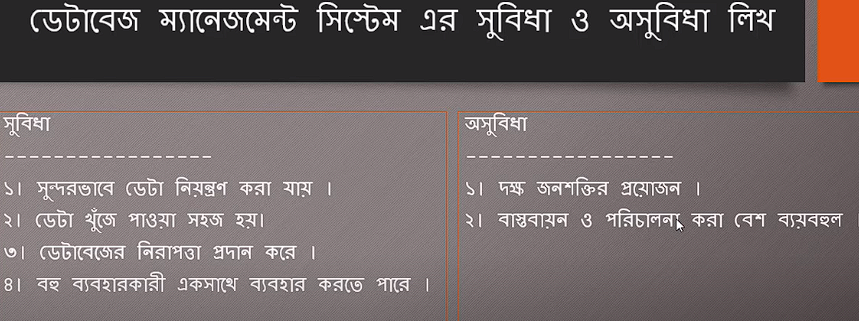 ডেটাবেজ ম্যানেজমেন্ট সিস্টেম এর সুবিধা ও অসুবিধা লিখ
সুবিধা
-----------------
১। সুন্দরভাবে ডেটা নিয়ন্ত্রণ করা যায় ।
২। ডেটা খুঁজে পাওয়া সহজ হয়।
৩। ডেটাবেজের নিরাপত্তা প্রদান করে ।
৪। বহু ব্যবহারকারী একসাথে ব্যবহার করতে পারে ।
অসুবিধা
-----------------
১। দক্ষ জনশক্তির প্রয়োজন ।
২। বাস্তবায়ন ও পরিচালনা করা বেশ ব্যয়বহুল